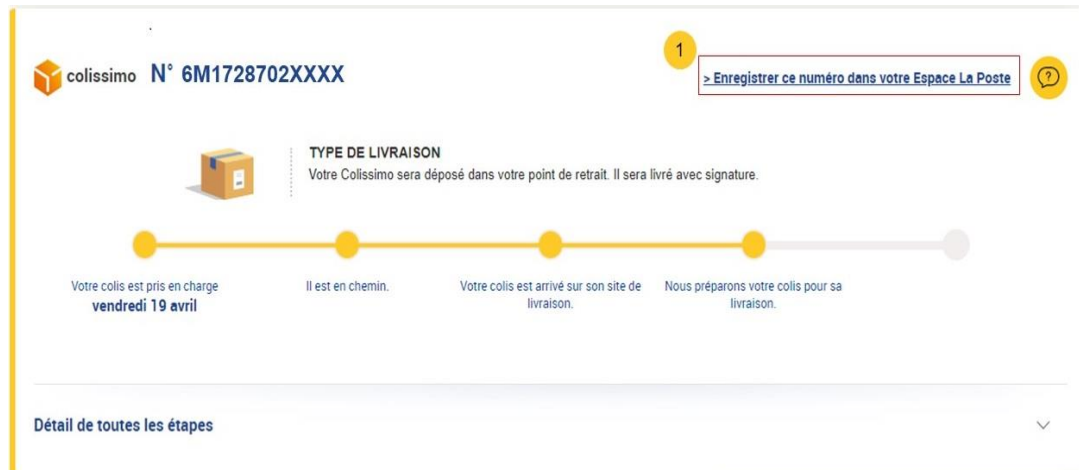 1
colissimo N° 6M1728702XXXX
> Enregistrer ce numéro dans votre Espace La Poste
?
TYPE DE LIVRAISON
Votre Colissimo sera déposé dans votre point de retrait. Il sera livré avec signature.
Votre colis est pris en charge
vendredi 19 avril
Il est en chemin.
Votre colis est arrivé sur son site de
livraison.
Nous préparons votre colis pour sa
livraison.
Détail de toutes les étapes